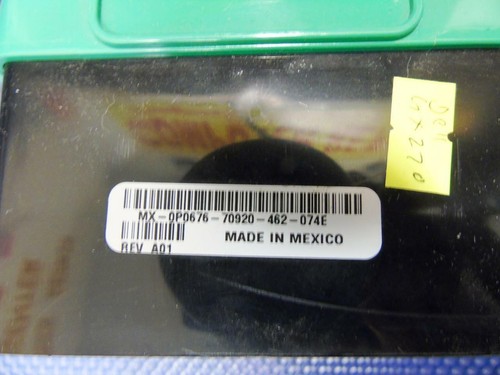 Dell
GX270
MX-0P0676-70920-462-074E
REV A01
MADE IN MEXICO